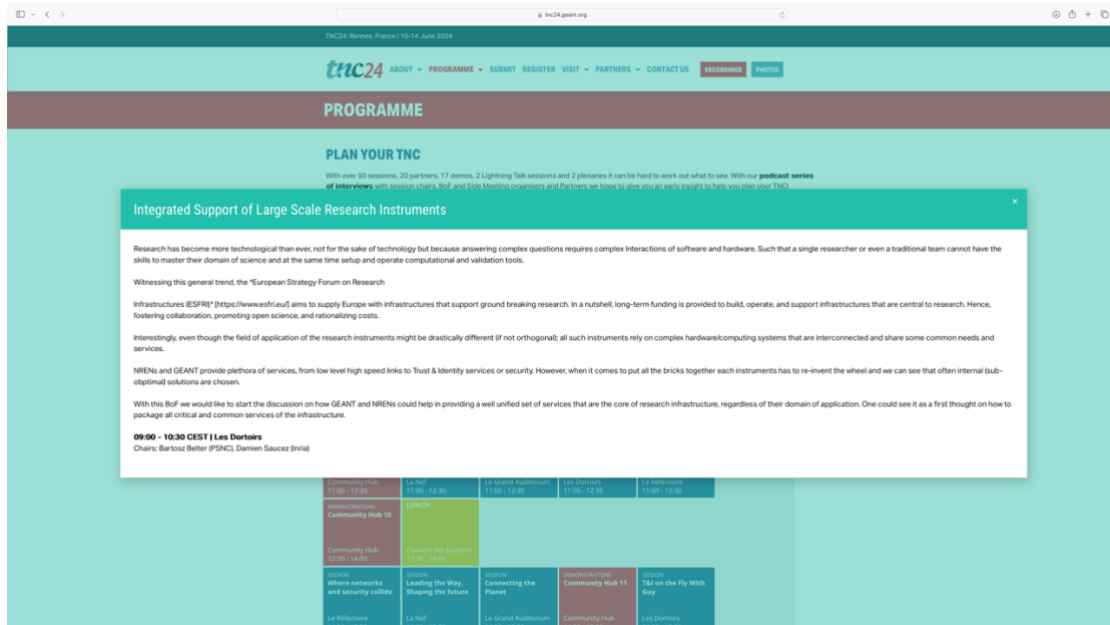 tnc24.geant.org
TNC24: Rennes, France | 10-14 June 2024
tnc24 ABOUT PROGRAMME SUBMIT REGISTER VISIT PARTNERS CONTACT US RECORDINGS PHOTOS
PROGRAMME
PLAN YOUR TNC
With over 50 sessions, 20 partners, 17 demos, 2 Lightning Talk sessions and 2 plenaries it can be hard to work out what to see. With our podcast series
of interviews with session chairs, BoF and Side Meeting organisers and Partners we hope to give you an early insight to help you plan your TNC!
Integrated Support of Large Scale Research Instruments ×
Research has become more technological than ever, not for the sake of technology but because answering complex questions requires complex Interactions of software and hardware. Such that a single researcher or even a traditional team cannot have the
skills to master their domain of science and at the same time setup and operate computational and validation tools.
Witnessing this general trend, the "European Strategy Forum on Research
Infrastructures (ESFRI)" [https://www.esfri.eu/] aims to supply Europe with infrastructures that support ground breaking research. In a nutshell, long-term funding is provided to build, operate, and support infrastructures that are central to research. Hence,
fostering collaboration, promoting open science, and rationalizing costs.
Interestingly, even though the field of application of the research instruments might be drastically different (if not orthogonal); all such instruments rely on complex hardware/computing systems that are interconnected and share some common needs and
services.
NRENs and GEANT provide plethora of services, from low level high speed links to Trust & Identity services or security. However, when it comes to put all the bricks together each instruments has to re-invent the wheel and we can see that often internal (sub-
obptimal) solutions are chosen.
With this BoF we would like to start the discussion on how GEANT and NRENs could help in providing a well unified set of services that are the core of research infrastructure, regardless of their domain of application. One could see it as a first thought on how to
package all critical and common services of the infrastructure.
09:00 - 10:30 CEST | Les Dortoirs
Chairs: Bartosz Belter (PSNC), Damien Saucez (Inria)
Community Hub La Nef Le Grand Auditorium Les Dortoirs Le Réfectoire
11:00 - 12:30 11:00 - 12:30 11:00 - 12:30 11:00 - 12:30 11:00 - 12:30
DEMONSTRATIONS LUNCH
Community Hub 10
Community Hub Couvent des Jacobins
12:30 - 14:00 12:30 - 14:00
SESSION SESSION SESSION DEMONSTRATIONS SESSION
Where networks Leading the Way, Connecting the Community Hub 11 T&I on the Fly With
and security collide Shaping the future Planet Guy
Le Réfectoire La Nef Le Grand Auditorium Community Hub Les Dortoirs